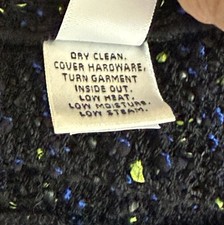 DRY CLEAN.
COVER HARDWARE,
TURN GARMENT
INSIDE OUT.
LOW HEAT.
LOW MOISTURE.
LOW STEAM.